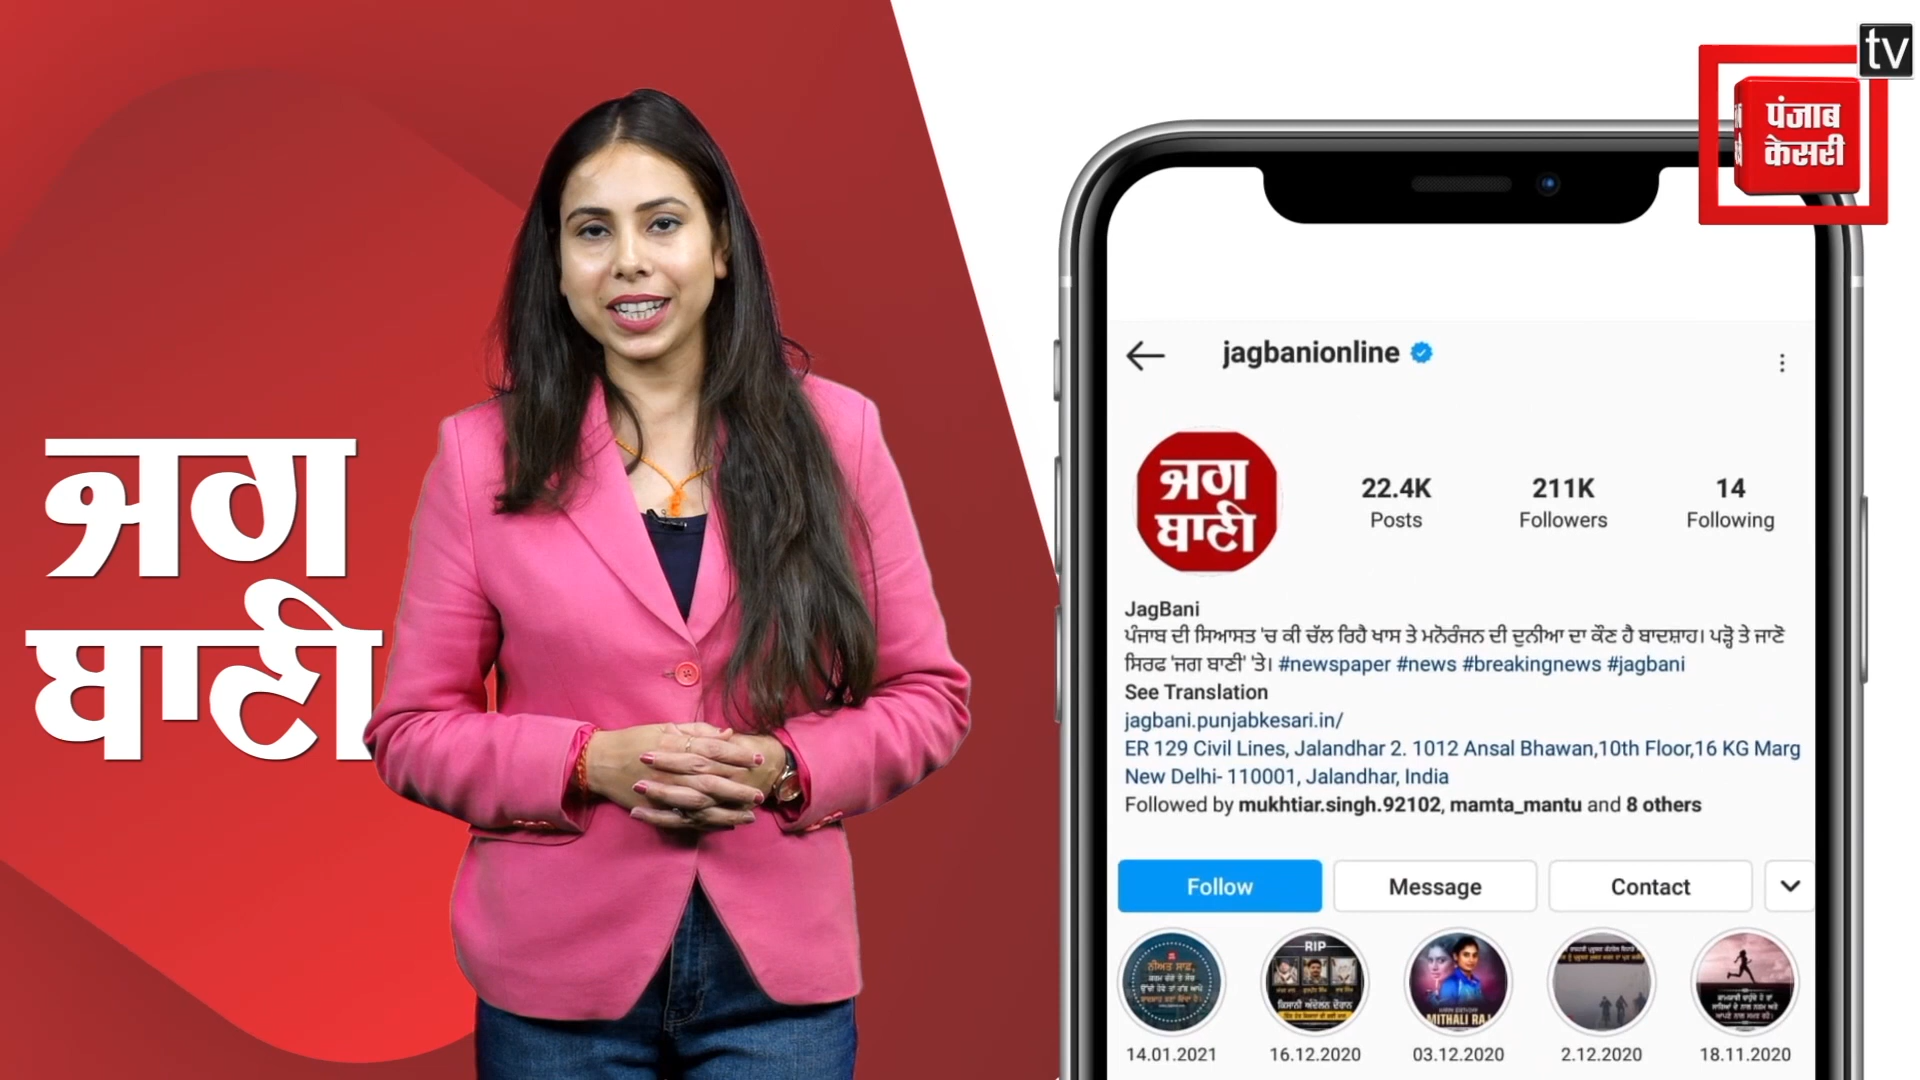 tv
पंजाब
केसरी
ਜਗ
ਬਾਣੀ
jagbanionline
ਜਗ
ਬਾਣੀ
22.4K
Posts
211K
Followers
14
Following
JagBani
ਪੰਜਾਬ ਦੀ ਸਿਆਸਤ 'ਚ ਕੀ ਚੱਲ ਰਿਹੈ ਖਾਸ ਤੇ ਮਨੋਰੰਜਨ ਦੀ ਦੁਨੀਆ ਦਾ ਕੌਣ ਹੈ ਬਾਦਸ਼ਾਹ। ਪੜ੍ਹੋ ਤੇ ਜਾਣੋ
ਸਿਰਫ 'ਜਗ ਬਾਣੀ' 'ਤੇ। #newspaper #news #breakingnews #jagbani
See Translation
jagbani.punjabkesari.in/
ER 129 Civil Lines, Jalandhar 2. 1012 Ansal Bhawan,10th Floor,16 KG Marg
New Delhi- 110001, Jalandhar, India
Followed by mukhtiar.singh.92102, mamta_mantu and 8 others
Follow
Message
Contact
ਨੀਅਤ ਸਾਫ਼,
RIP
ਕਿਸਾਨੀ ਅੰਦੋਲਨ ਦੌਰਾਨ
MITHALI RAJ
14.01.2021
16.12.2020
03.12.2020
2.12.2020
18.11.2020